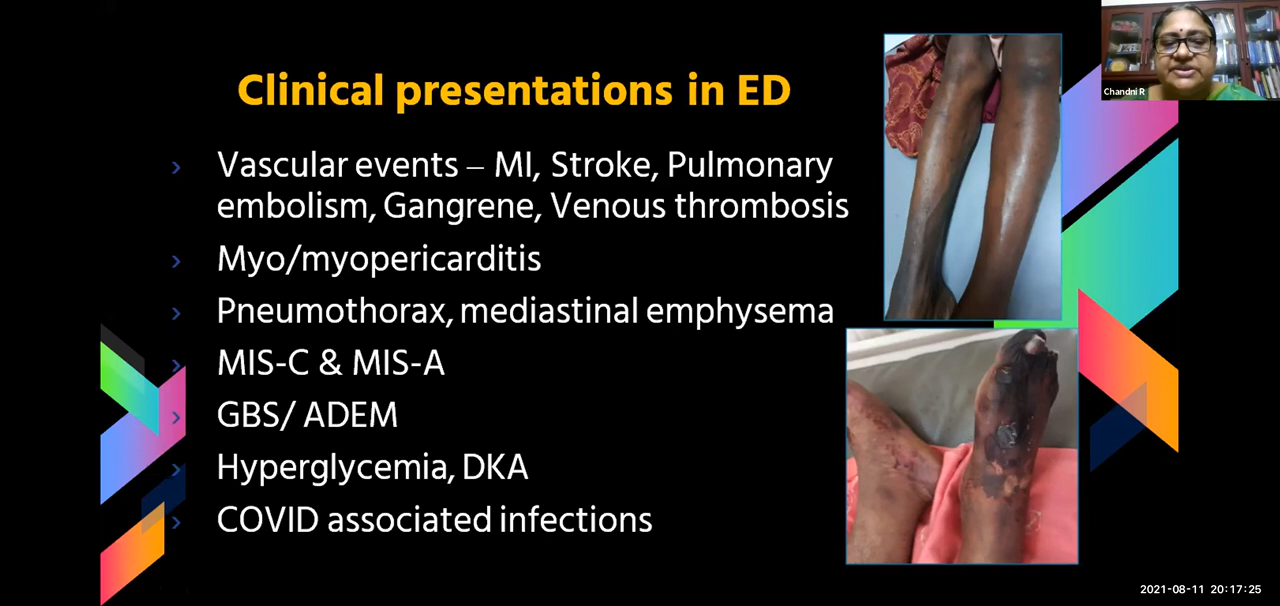 Clinical presentations in ED
Chandni R
› Vascular events – MI, Stroke, Pulmonary
embolism, Gangrene, Venous thrombosis
› Myo/myopericarditis
› Pneumothorax, mediastinal emphysema
› MIS-C & MIS-A
› GBS/ ADEM
› Hyperglycemia, DKA
› COVID associated infections
2021-08-11 20:17:25